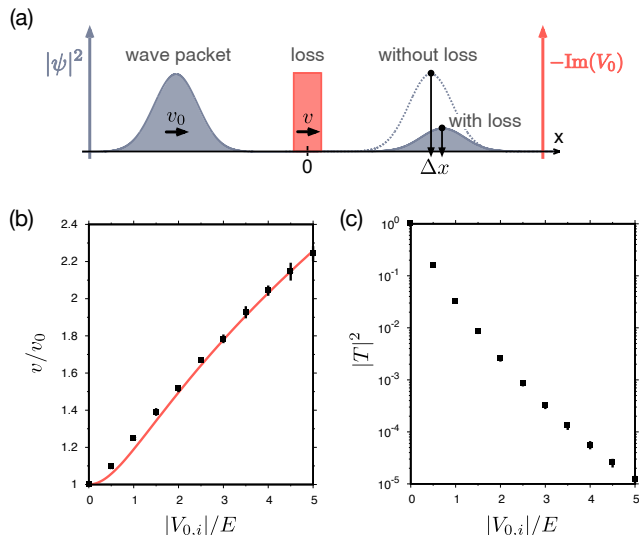 (a)
|ψ|²
wave packet
loss
without loss
−Im(V₀)
v₀
v
with loss
x
0
Δx
(b)
2.4
2.2
2
1.8
1.6
1.4
1.2
1
v/v₀
0 1 2 3 4 5
|V₀,ᵢ|/E
(c)
10⁰
10⁻¹
10⁻²
10⁻³
10⁻⁴
10⁻⁵
|T|²
0 1 2 3 4 5
|V₀,ᵢ|/E